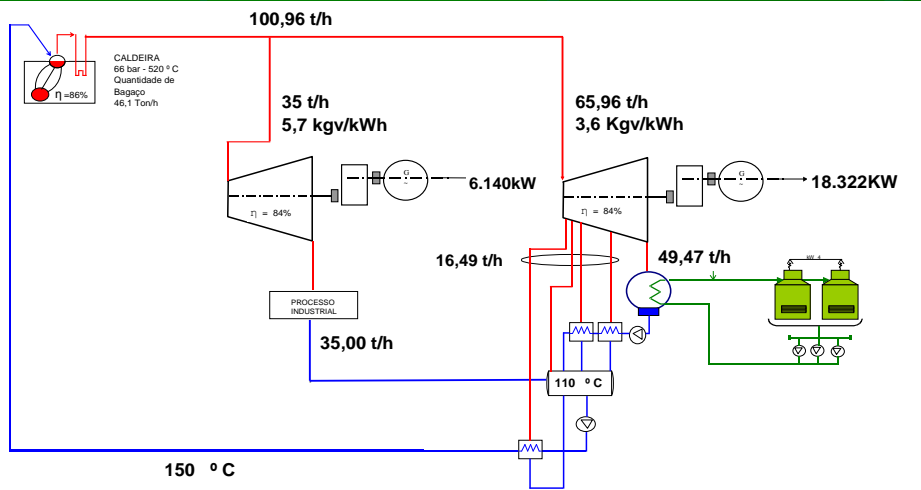 100,96 t/h
CALDEIRA
66 bar - 520 º C
Quantidade de
Bagaço
46,1 Ton/h
η =86%
35 t/h
5,7 kgv/kWh
65,96 t/h
3,6 Kgv/kWh
G
~
6.140kW
G
~
18.322KW
η = 84%
η = 84%
16,49 t/h
49,47 t/h
PROCESSO
INDUSTRIAL
35,00 t/h
110 º C
150 º C